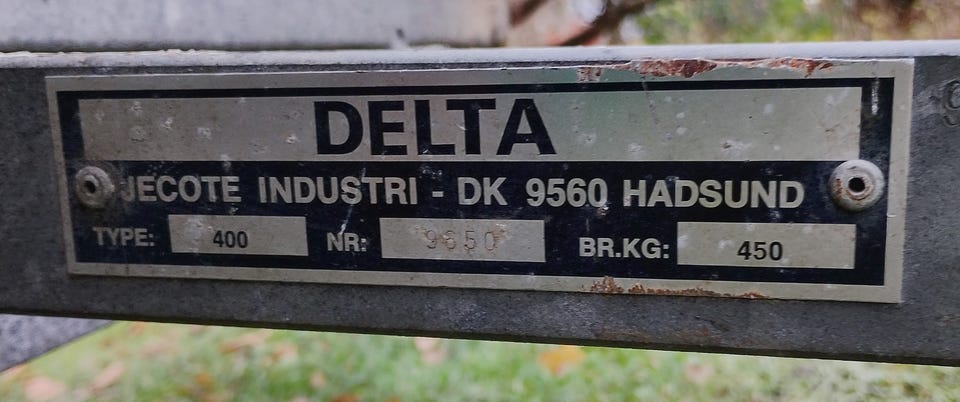 DELTA
JECOTE INDUSTRI - DK 9560 HADSUND
TYPE: 400 NR: 9650 BR.KG: 450